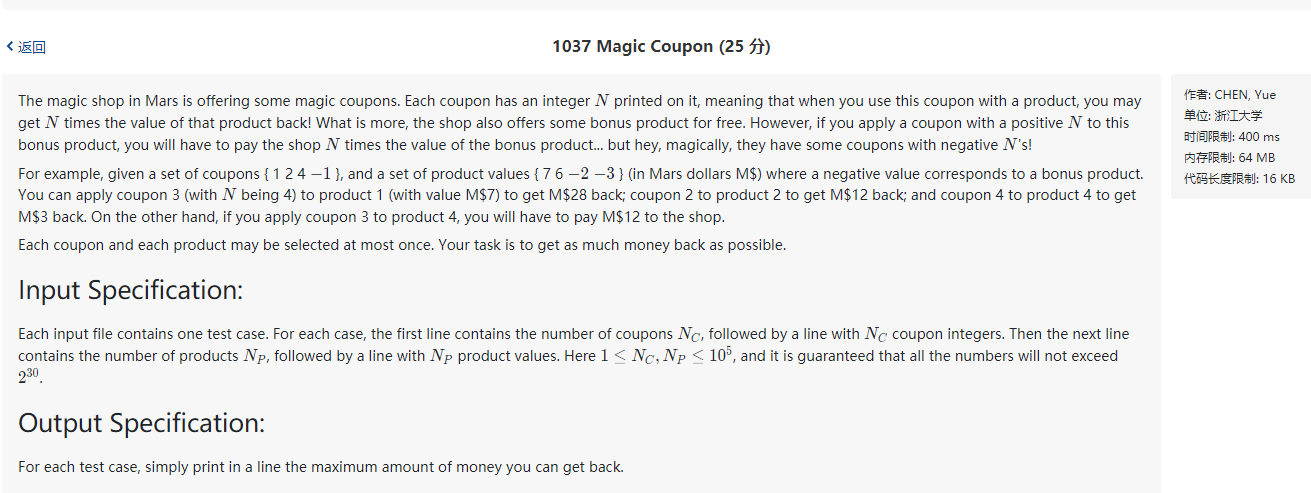 返回
1037 Magic Coupon (25 分)
The magic shop in Mars is offering some magic coupons. Each coupon has an integer N printed on it, meaning that when you use this coupon with a product, you may
get N times the value of that product back! What is more, the shop also offers some bonus product for free. However, if you apply a coupon with a positive N to this
bonus product, you will have to pay the shop N times the value of the bonus product... but hey, magically, they have some coupons with negative N's!
For example, given a set of coupons { 1 2 4 −1 }, and a set of product values { 7 6 −2 −3 } (in Mars dollars M$) where a negative value corresponds to a bonus product.
You can apply coupon 3 (with N being 4) to product 1 (with value M$7) to get M$28 back; coupon 2 to product 2 to get M$12 back; and coupon 4 to product 4 to get
M$3 back. On the other hand, if you apply coupon 3 to product 4, you will have to pay M$12 to the shop.
Each coupon and each product may be selected at most once. Your task is to get as much money back as possible.
Input Specification:
Each input file contains one test case. For each case, the first line contains the number of coupons N_C, followed by a line with N_C coupon integers. Then the next line
contains the number of products N_P, followed by a line with N_P product values. Here 1 ≤ N_C, N_P ≤ 10^5, and it is guaranteed that all the numbers will not exceed
2^30.
Output Specification:
For each test case, simply print in a line the maximum amount of money you can get back.
作者: CHEN, Yue
单位: 浙江大学
时间限制: 400 ms
内存限制: 64 MB
代码长度限制: 16 KB